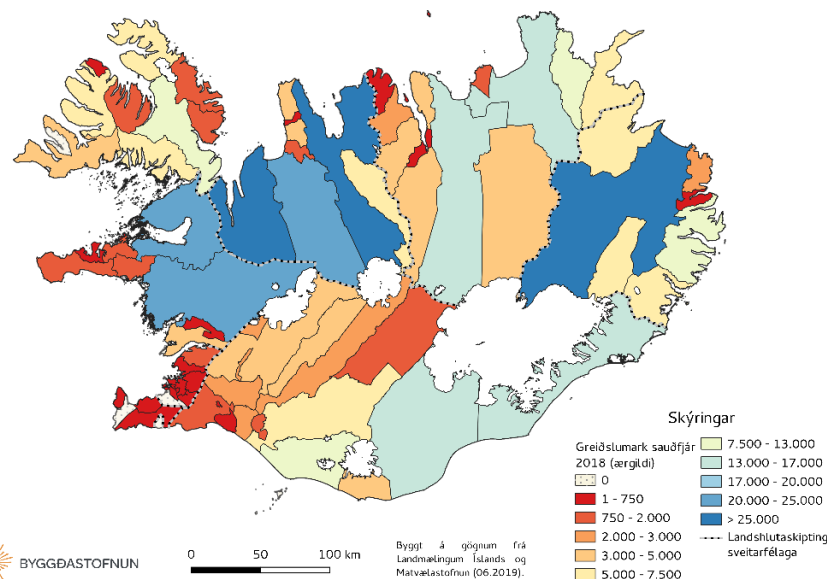 Skýringar
Greiðslumark sauðfjár
2018 (ærgildi)
0
1 - 750
750 - 2.000
2.000 - 3.000
3.000 - 5.000
5.000 - 7.500
7.500 - 13.000
13.000 - 17.000
17.000 - 20.000
20.000 - 25.000
> 25.000
Landshlutaskipting
sveitarfélaga
BYGGÐASTOFNUN
0 50 100 km
Byggt á gögnum frá
Landmælingum Íslands og
Matvælastofnun (06.2019).